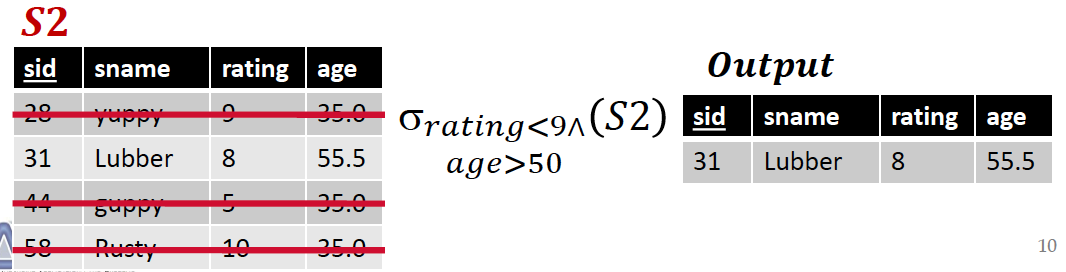 S2
sid sname rating age
28 yuppy 9 35.0
31 Lubber 8 55.5
44 guppy 5 35.0
58 Rusty 10 35.0
σrating<9∧(S2)
age>50
Output
sid sname rating age
31 Lubber 8 55.5
10